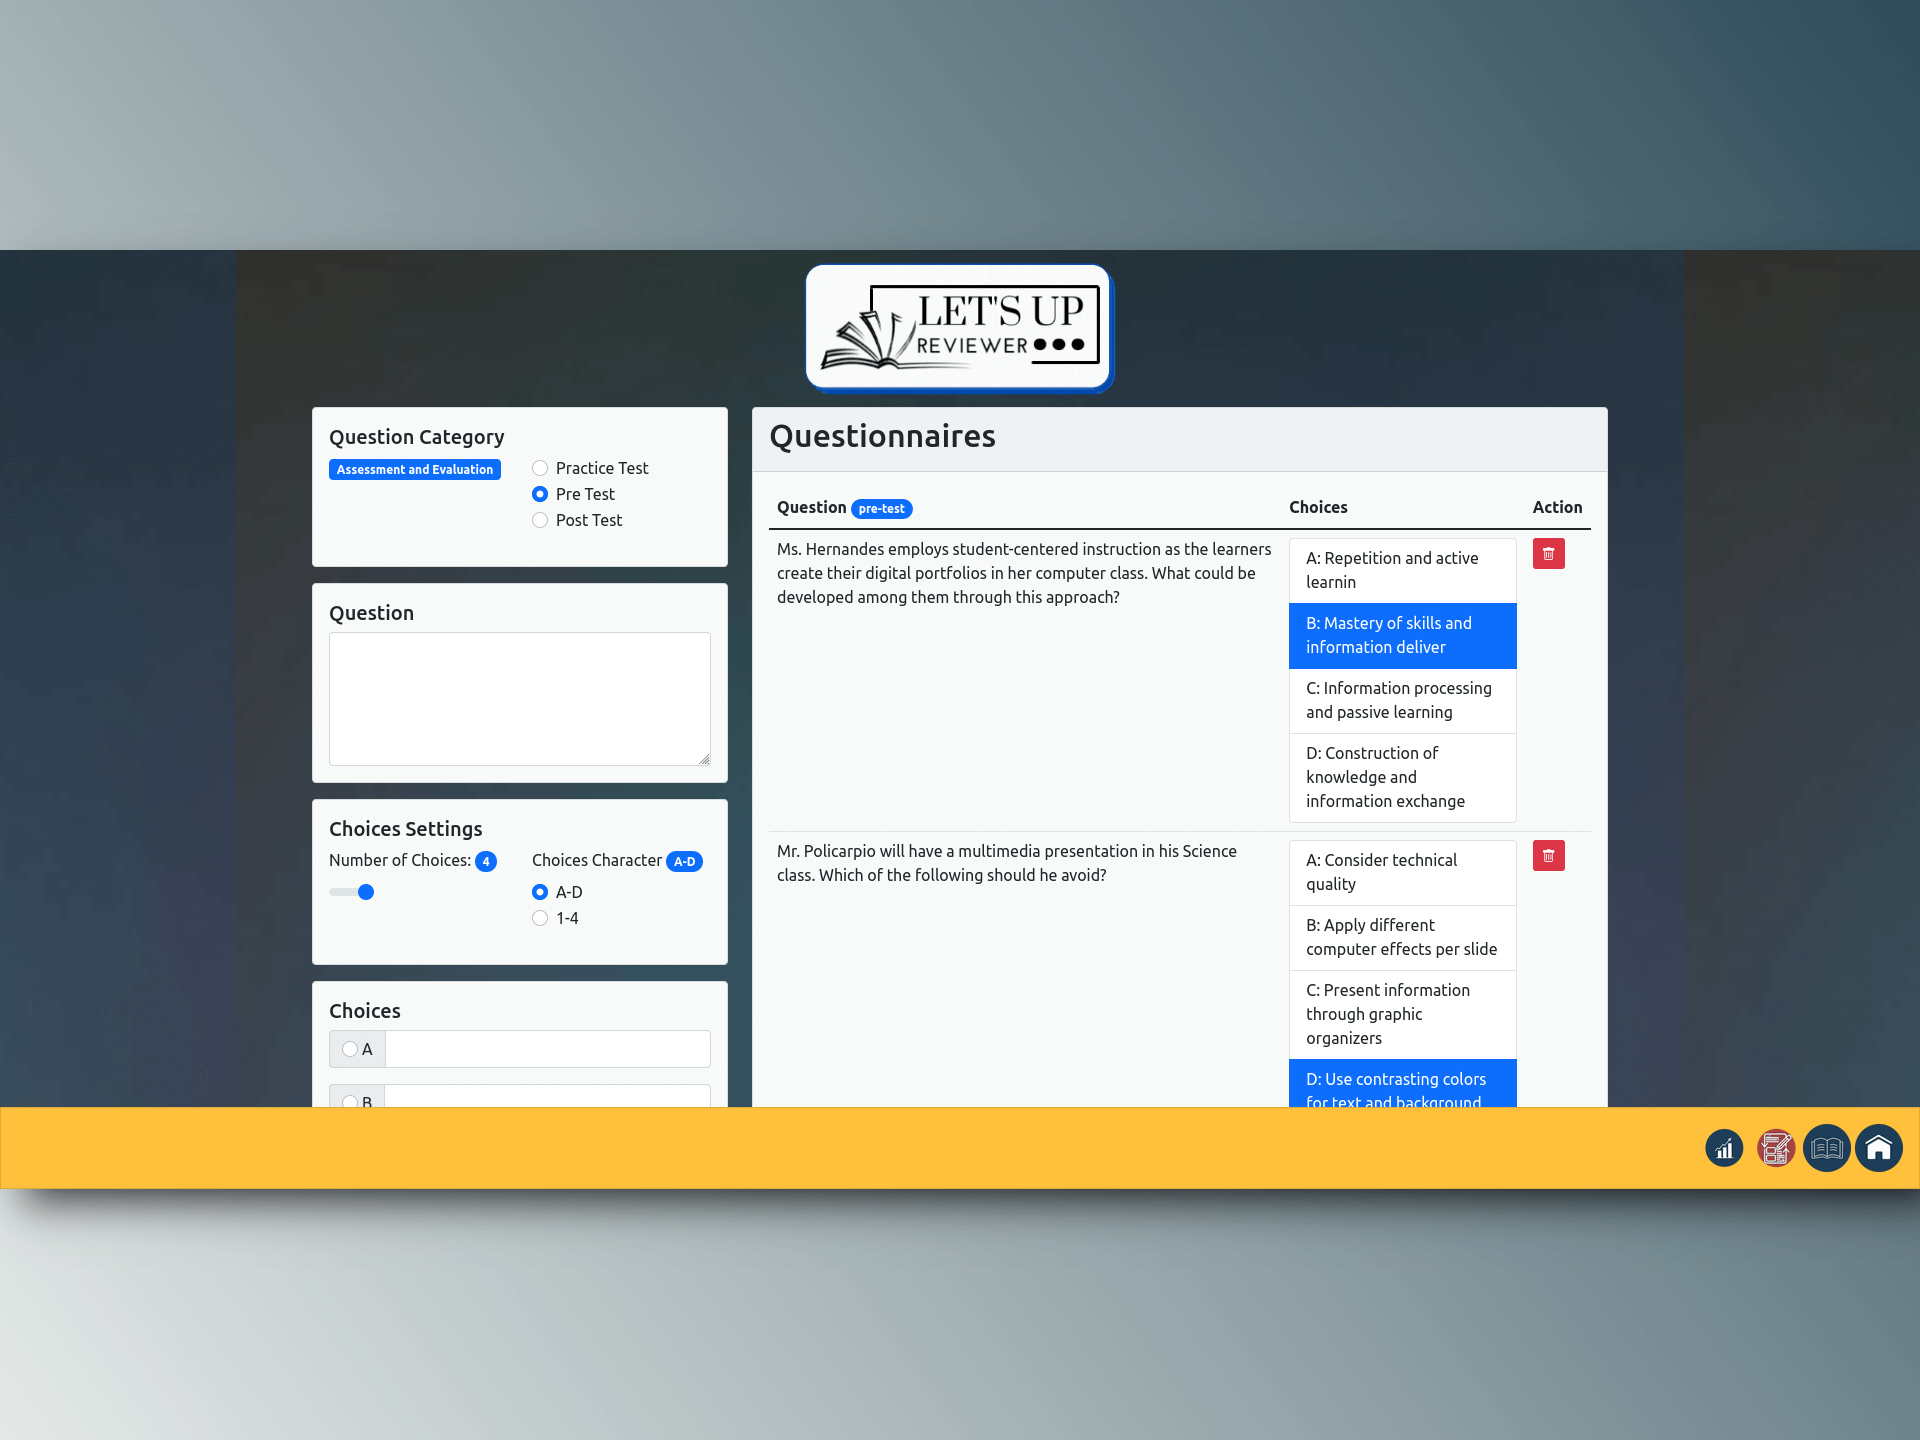 LET'S UP
REVIEWER
Question Category
Assessment and Evaluation
Practice Test
Pre Test
Post Test
Question
Choices Settings
Number of Choices: 4
Choices Character A-D
A-D
1-4
Choices
A
B
Questionnaires
Question pre-test
Choices
Action
Ms. Hernandes employs student-centered instruction as the learners
create their digital portfolios in her computer class. What could be
developed among them through this approach?
A: Repetition and active
learnin
B: Mastery of skills and
information deliver
C: Information processing
and passive learning
D: Construction of
knowledge and
information exchange
Mr. Policarpio will have a multimedia presentation in his Science
class. Which of the following should he avoid?
A: Consider technical
quality
B: Apply different
computer effects per slide
C: Present information
through graphic
organizers
D: Use contrasting colors
for text and background